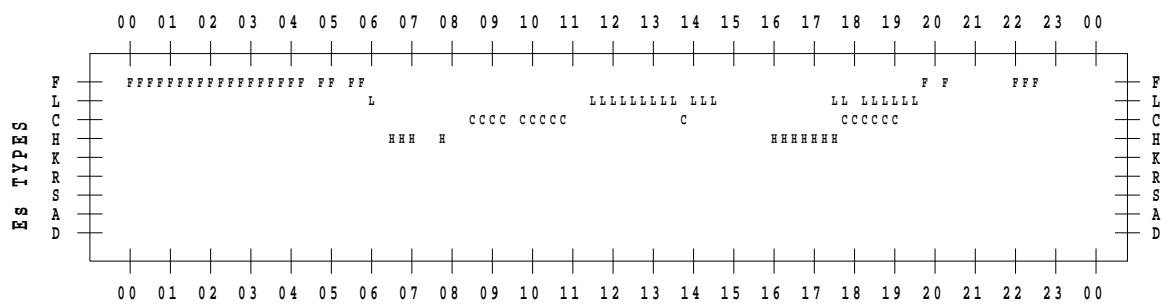 00 01 02 03 04 05 06 07 08 09 10 11 12 13 14 15 16 17 18 19 20 21 22 23 00
F FFFFFFFFFFFFFFFFFF FF FF F F FFF F
L L LLLLLLLLL LLL LL LLLLLL L
C CCCC CCCCC C CCCCCC C
H HHH H HHHHHHH H
K K
R R
S S
A A
D D
Es TYPES
00 01 02 03 04 05 06 07 08 09 10 11 12 13 14 15 16 17 18 19 20 21 22 23 00